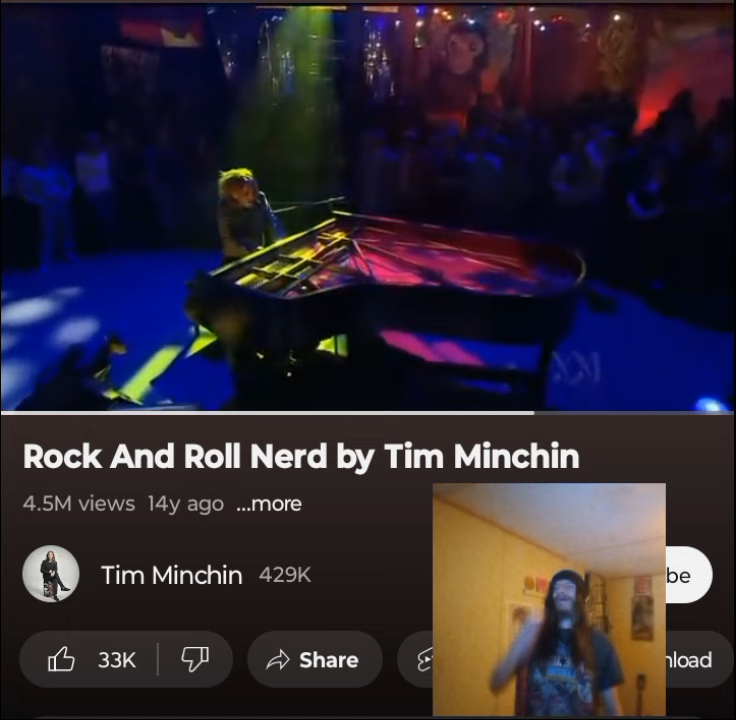 Rock And Roll Nerd by Tim Minchin
4.5M views 14y ago ...more
Tim Minchin 429K
be
33K Share nload